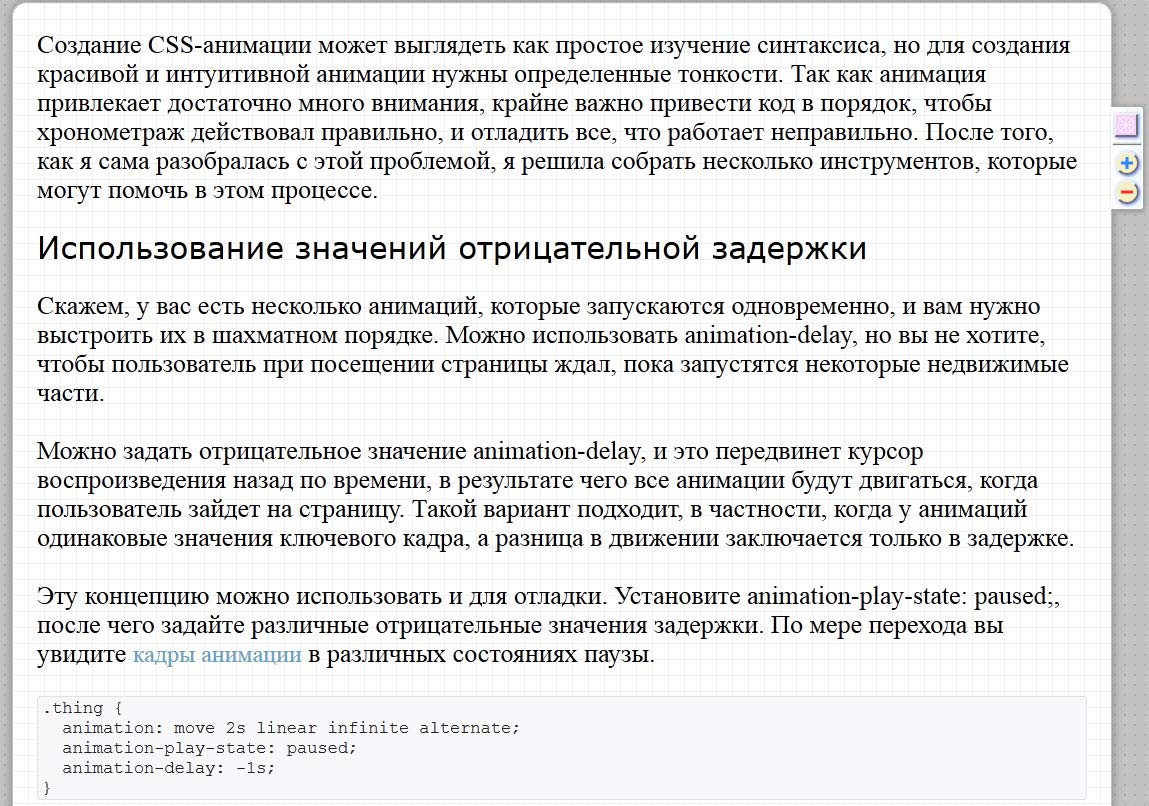 Создание CSS-анимации может выглядеть как простое изучение синтаксиса, но для создания
красивой и интуитивной анимации нужны определенные тонкости. Так как анимация
привлекает достаточно много внимания, крайне важно привести код в порядок, чтобы
хронометраж действовал правильно, и отладить все, что работает неправильно. После того,
как я сама разобралась с этой проблемой, я решила собрать несколько инструментов, которые
могут помочь в этом процессе.
Использование значений отрицательной задержки
Скажем, у вас есть несколько анимаций, которые запускаются одновременно, и вам нужно
выстроить их в шахматном порядке. Можно использовать animation-delay, но вы не хотите,
чтобы пользователь при посещении страницы ждал, пока запустятся некоторые недвижимые
части.
Можно задать отрицательное значение animation-delay, и это передвинет курсор
воспроизведения назад по времени, в результате чего все анимации будут двигаться, когда
пользователь зайдет на страницу. Такой вариант подходит, в частности, когда у анимаций
одинаковые значения ключевого кадра, а разница в движении заключается только в задержке.
Эту концепцию можно использовать и для отладки. Установите animation-play-state: paused;,
после чего задайте различные отрицательные значения задержки. По мере перехода вы
увидите кадры анимации в различных состояниях паузы.
.thing {
  animation: move 2s linear infinite alternate;
  animation-play-state: paused;
  animation-delay: -1s;
}